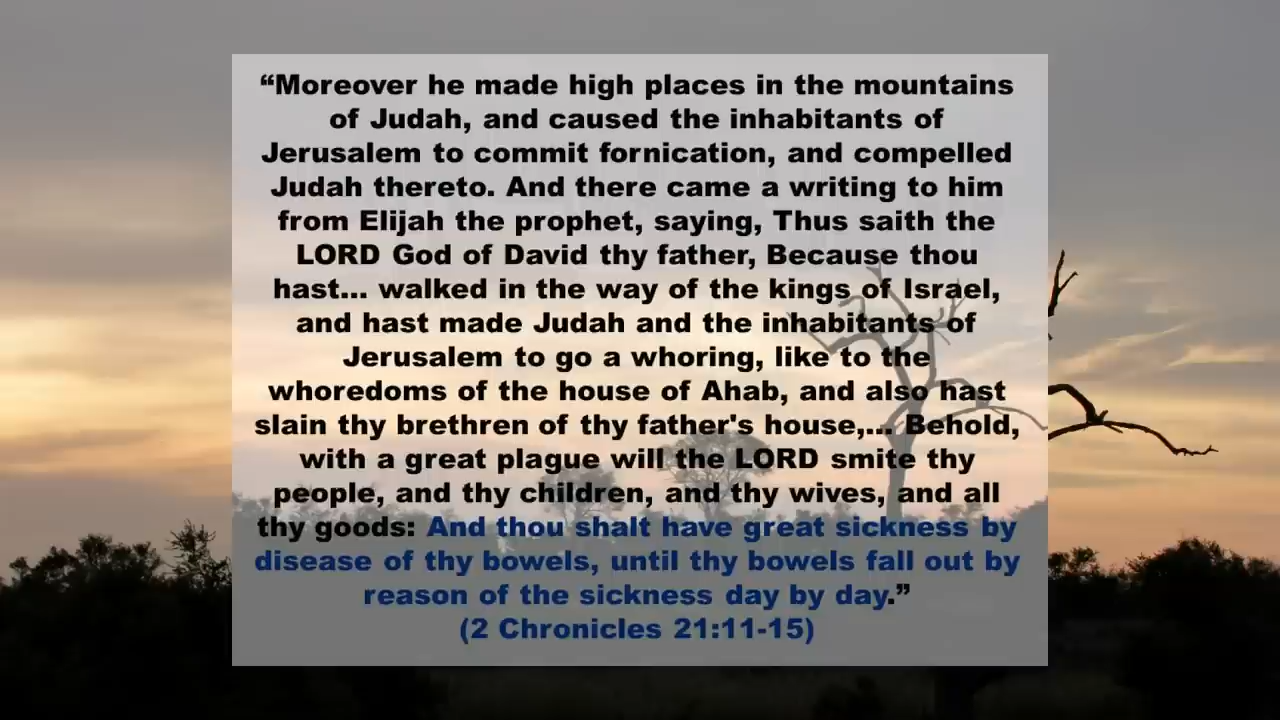 “Moreover he made high places in the mountains
of Judah, and caused the inhabitants of
Jerusalem to commit fornication, and compelled
Judah thereto. And there came a writing to him
from Elijah the prophet, saying, Thus saith the
LORD God of David thy father, Because thou
hast... walked in the way of the kings of Israel,
and hast made Judah and the inhabitants of
Jerusalem to go a whoring, like to the
whoredoms of the house of Ahab, and also hast
slain thy brethren of thy father's house,... Behold,
with a great plague will the LORD smite thy
people, and thy children, and thy wives, and all
thy goods: And thou shalt have great sickness by
disease of thy bowels, until thy bowels fall out by
reason of the sickness day by day.”
(2 Chronicles 21:11-15)